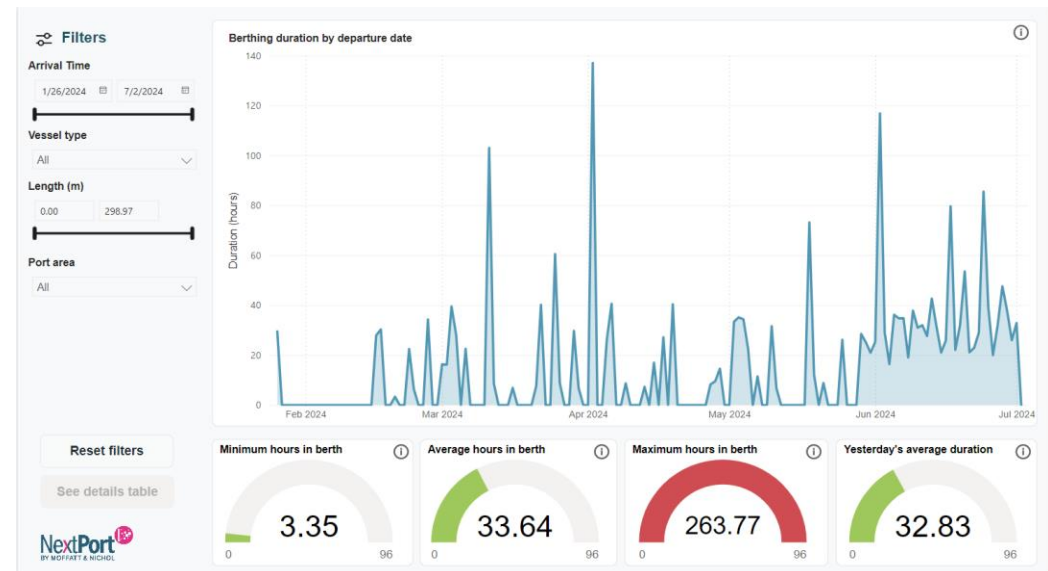 Filters
Arrival Time
1/26/2024 7/2/2024
Vessel type
All
Length (m)
0.00 298.97
Port area
All
Reset filters
See details table
NextPort
BY MOFFATT & NICHOL
Berthing duration by departure date
Duration (hours)
140
120
100
80
60
40
20
0
Feb 2024 Mar 2024 Apr 2024 May 2024 Jun 2024 Jul 2024
Minimum hours in berth
3.35
0 96
Average hours in berth
33.64
0 96
Maximum hours in berth
263.77
0 96
Yesterday's average duration
32.83
0 96